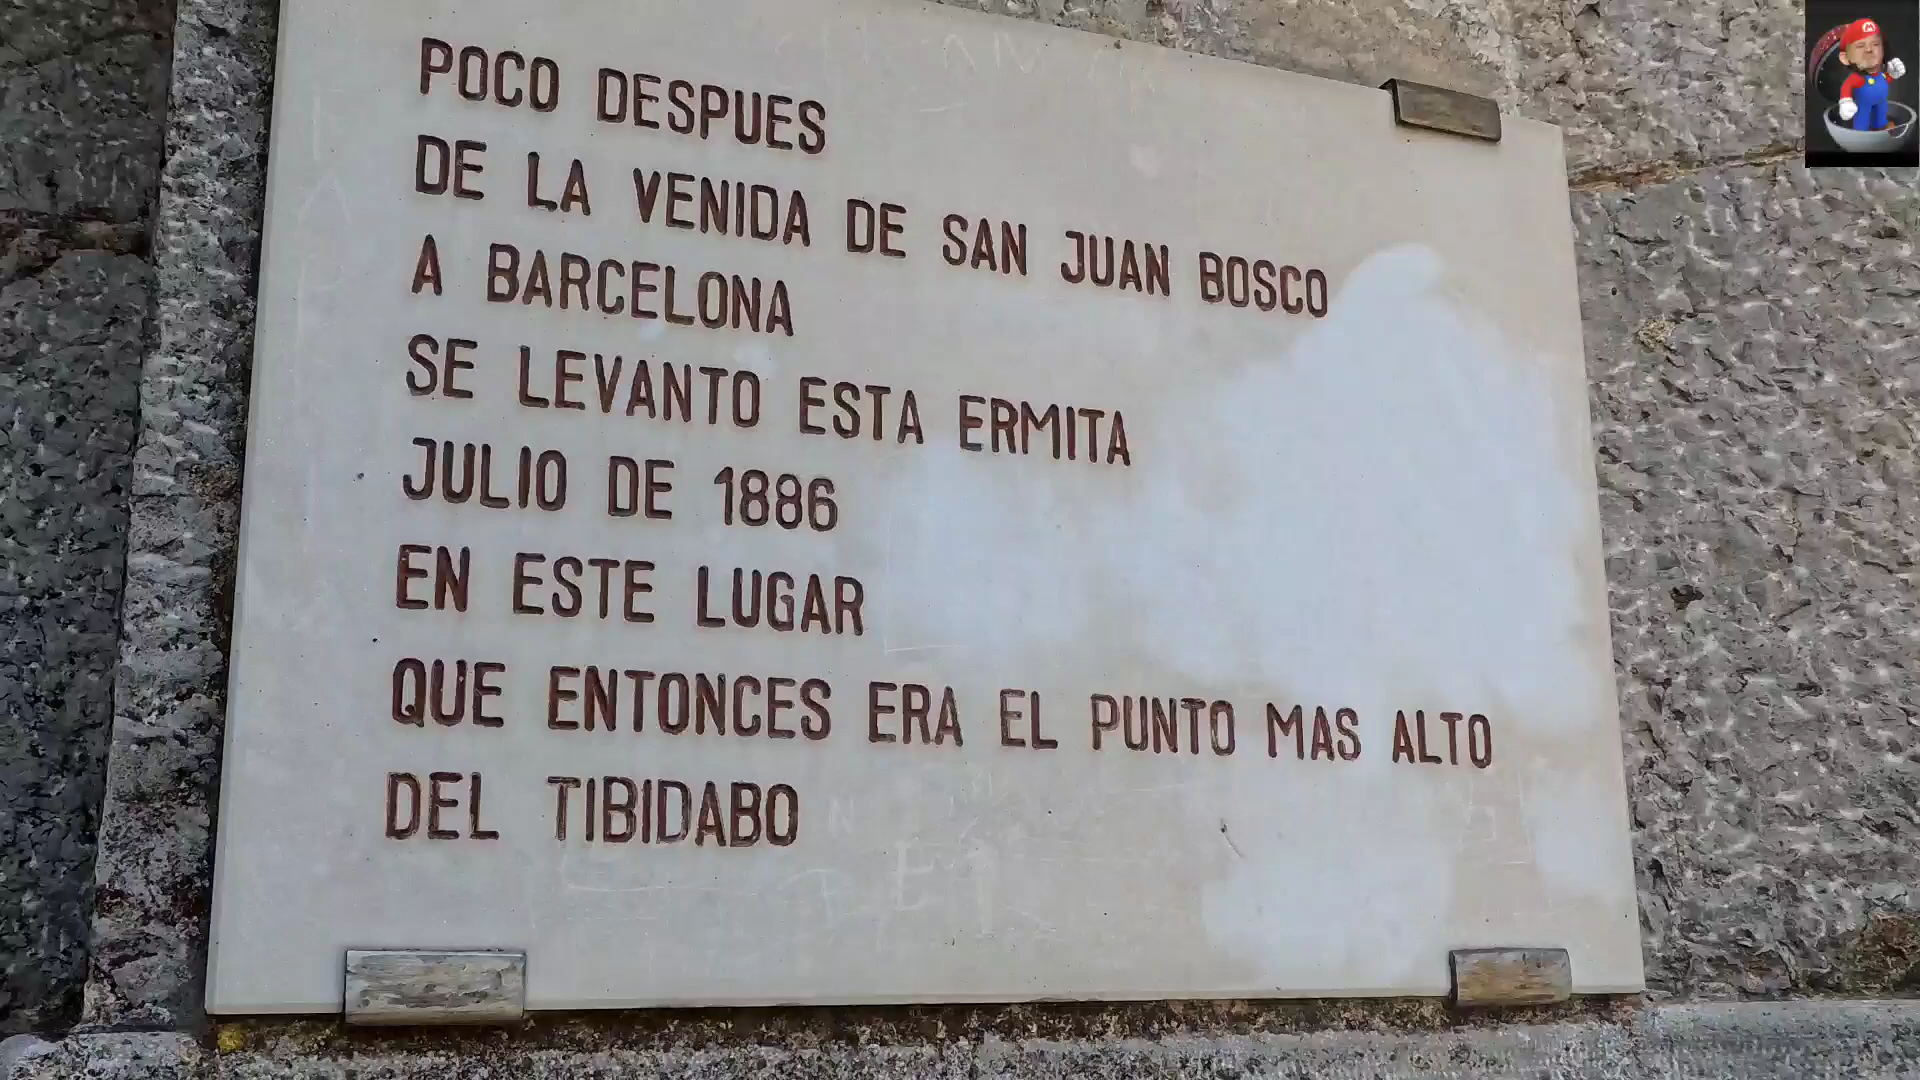 POCO DESPUES
DE LA VENIDA DE SAN JUAN BOSCO
A BARCELONA
SE LEVANTO ESTA ERMITA
JULIO DE 1886
EN ESTE LUGAR
QUE ENTONCES ERA EL PUNTO MAS ALTO
DEL TIBIDABO